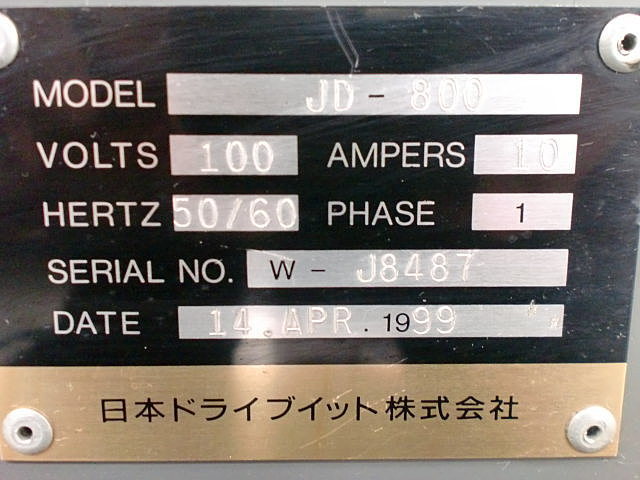 MODEL JD-800
VOLTS 100 AMPERS 10
HERTZ 50/60 PHASE 1
SERIAL NO. W-J8487
DATE 14.APR.1999
日本ドライブイット株式会社